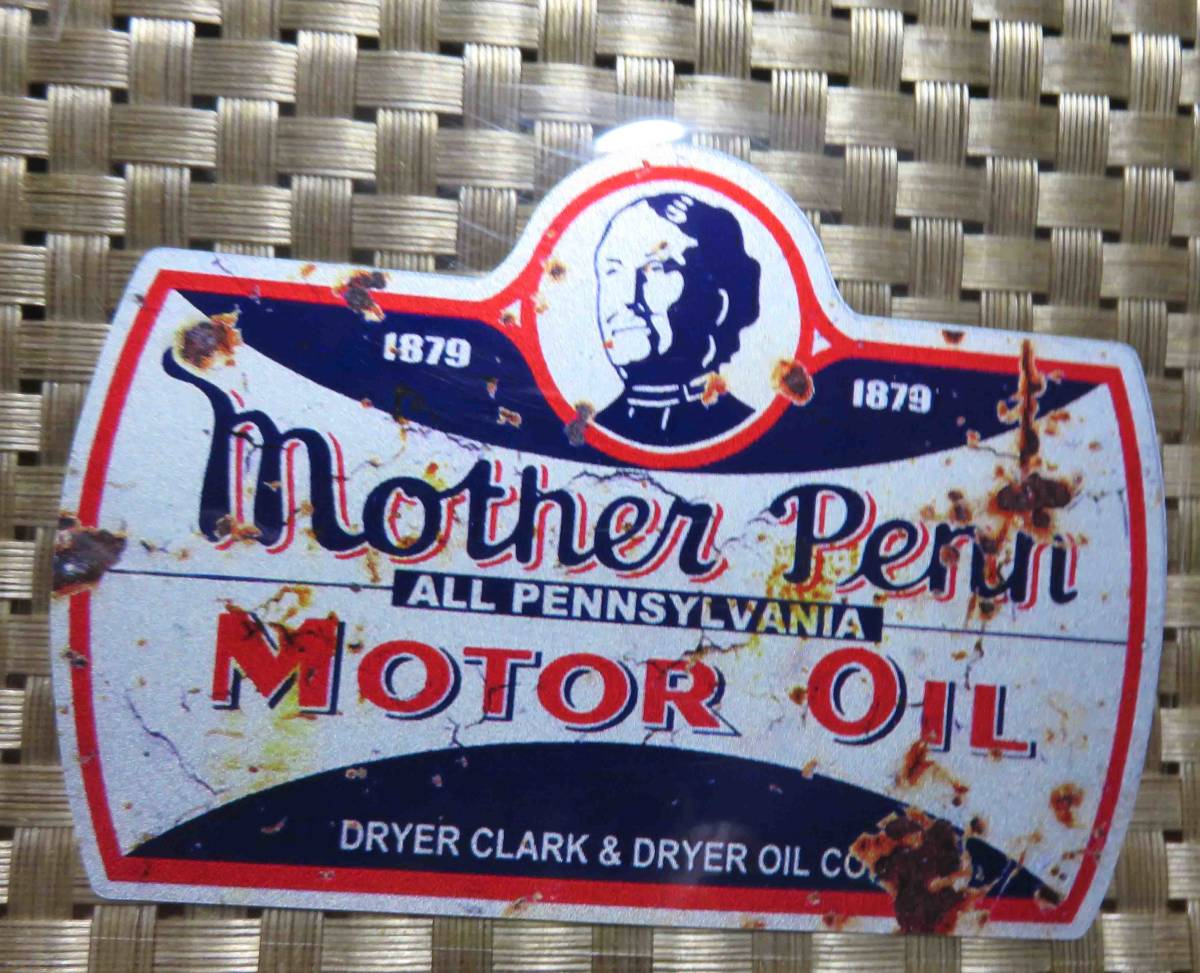 1879
1879
Mother Penn
ALL PENNSYLVANIA
MOTOR OIL
DRYER CLARK & DRYER OIL CO